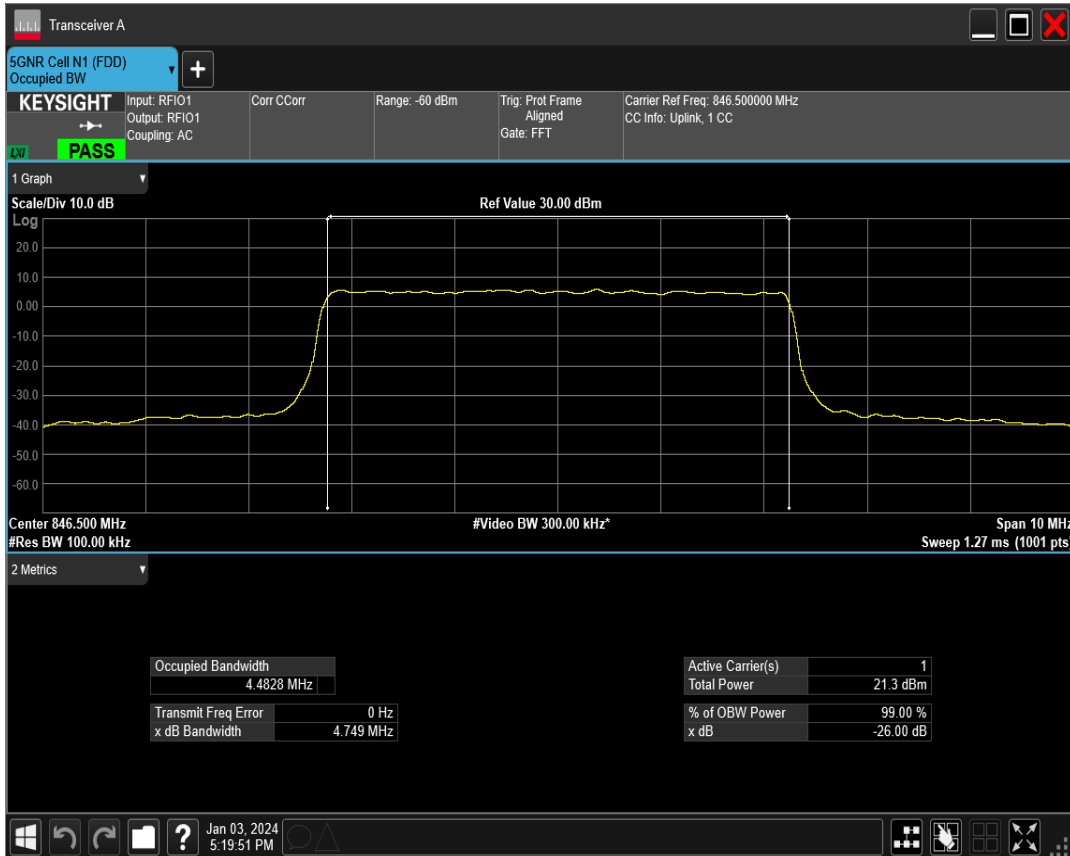 Transceiver A
5GNR Cell N1 (FDD)
Occupied BW
+
KEYSIGHT
LXI
PASS
Input: RFIO1
Output: RFIO1
Coupling: AC
Corr CCorr
Range: -60 dBm
Trig: Prot Frame
Aligned
Gate: FFT
Carrier Ref Freq: 846.500000 MHz
CC Info: Uplink, 1 CC
1 Graph
Scale/Div 10.0 dB
Ref Value 30.00 dBm
Log
20.0
10.0
0.00
-10.0
-20.0
-30.0
-40.0
-50.0
-60.0
Center 846.500 MHz
#Video BW 300.00 kHz*
Span 10 MHz
#Res BW 100.00 kHz
Sweep 1.27 ms (1001 pts)
2 Metrics
Occupied Bandwidth
4.4828 MHz
Transmit Freq Error 0 Hz
x dB Bandwidth 4.749 MHz
Active Carrier(s) 1
Total Power 21.3 dBm
% of OBW Power 99.00 %
x dB -26.00 dB
?
Jan 03, 2024
5:19:51 PM